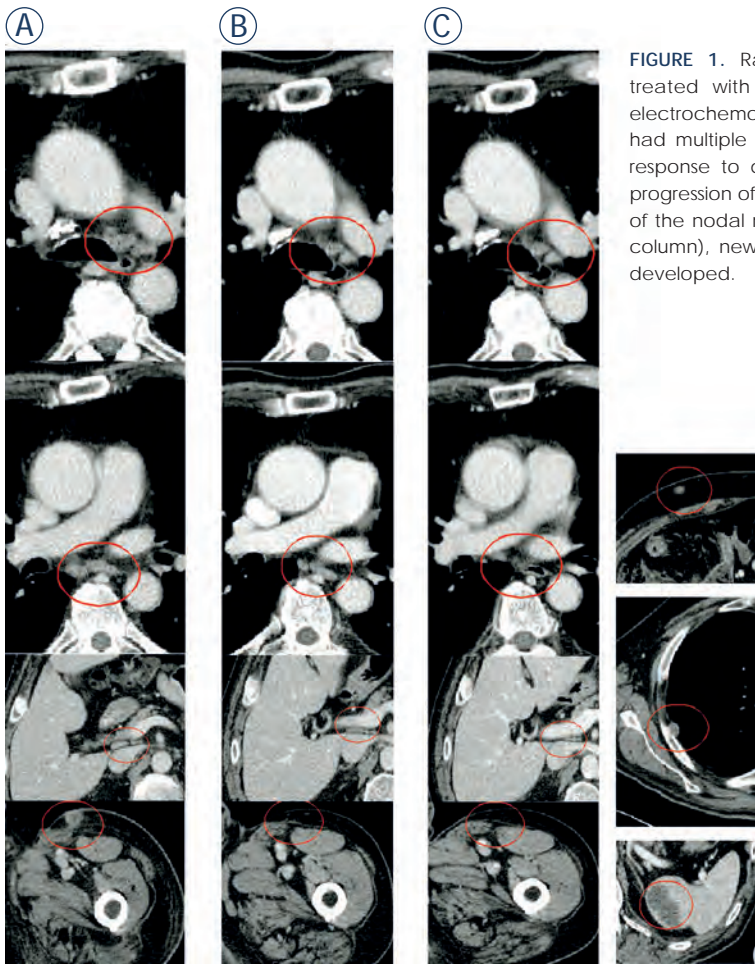 A
B
C
FIGURE 1. Ra
treated with
electrochemo
had multiple
response to c
progression of
of the nodal r
column), new
developed.